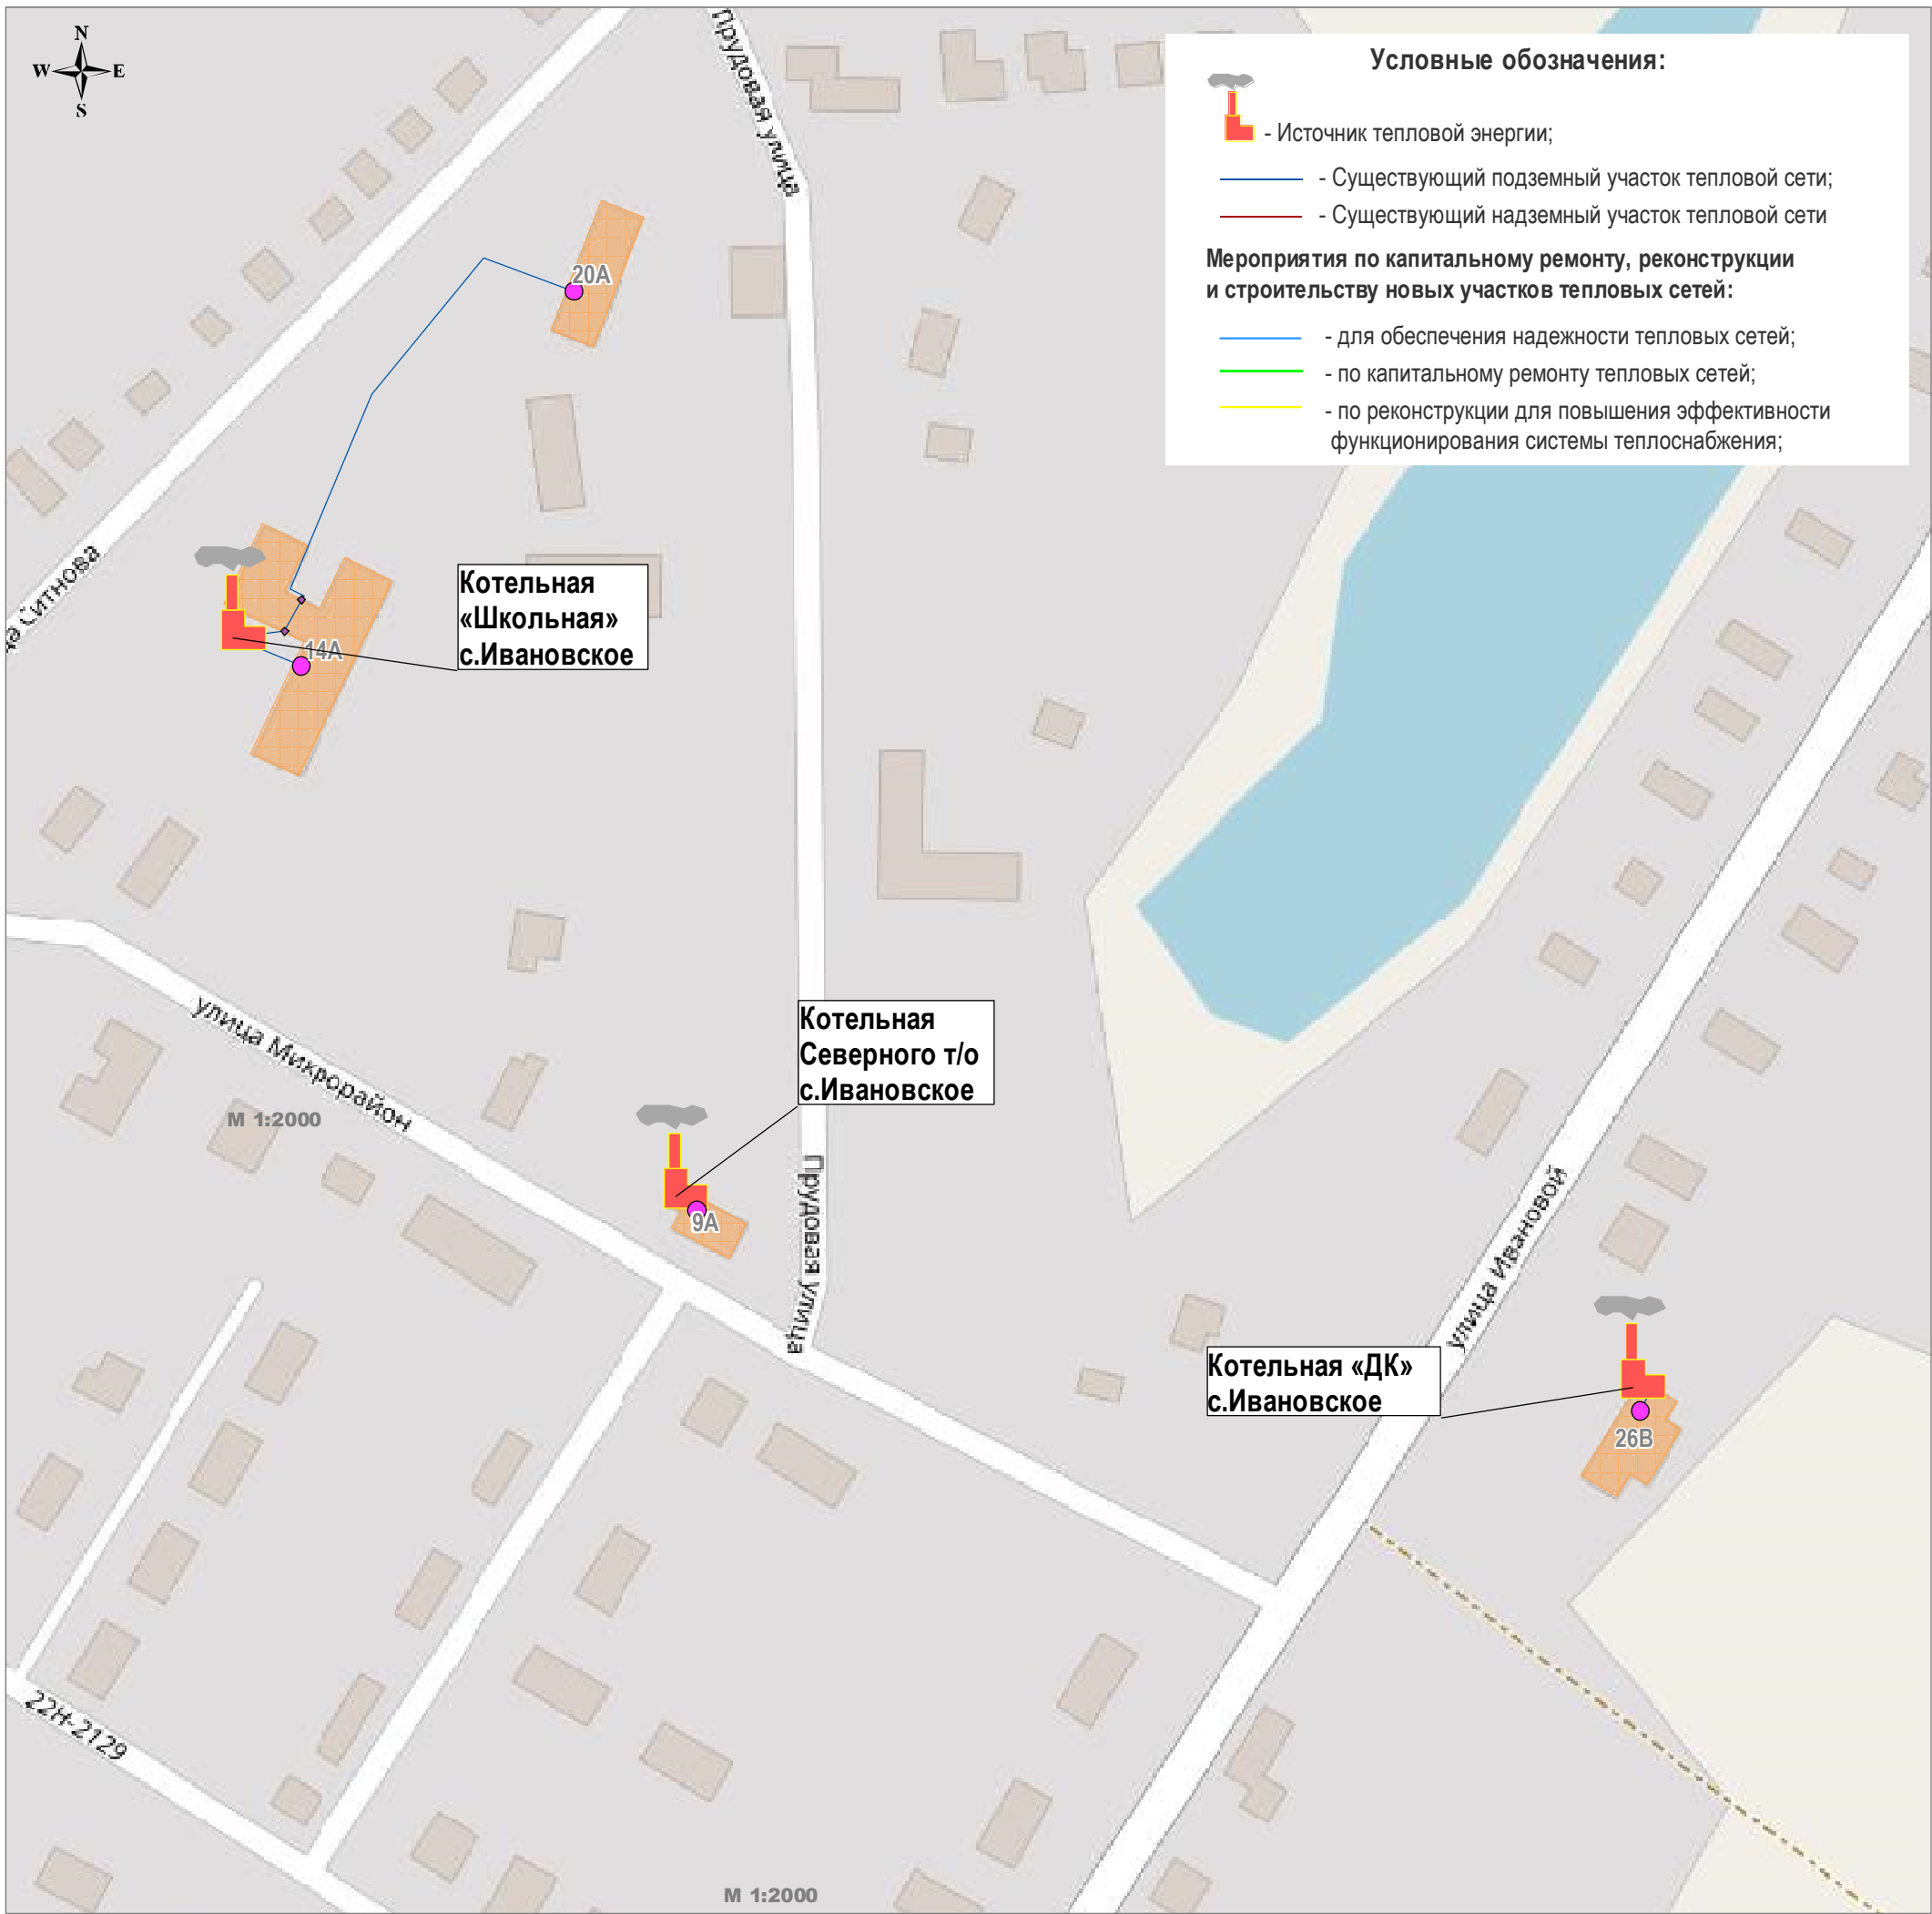 N
W E
S
Прудовая улица
Условные обозначения:
- Источник тепловой энергии;
- Существующий подземный участок тепловой сети;
- Существующий надземный участок тепловой сети
Мероприятия по капитальному ремонту, реконструкции
и строительству новых участков тепловых сетей:
- для обеспечения надежности тепловых сетей;
- по капитальному ремонту тепловых сетей;
- по реконструкции для повышения эффективности
функционирования системы теплоснабжения;
20А
Ситнова
Котельная
«Школьная»
с.Ивановское
14А
улица Микрорайон
М 1:2000
Котельная
Северного т/о
с.Ивановское
9А
Прудовая улица
улица Ивановой
Котельная «ДК»
с.Ивановское
26В
22Н-2129
М 1:2000